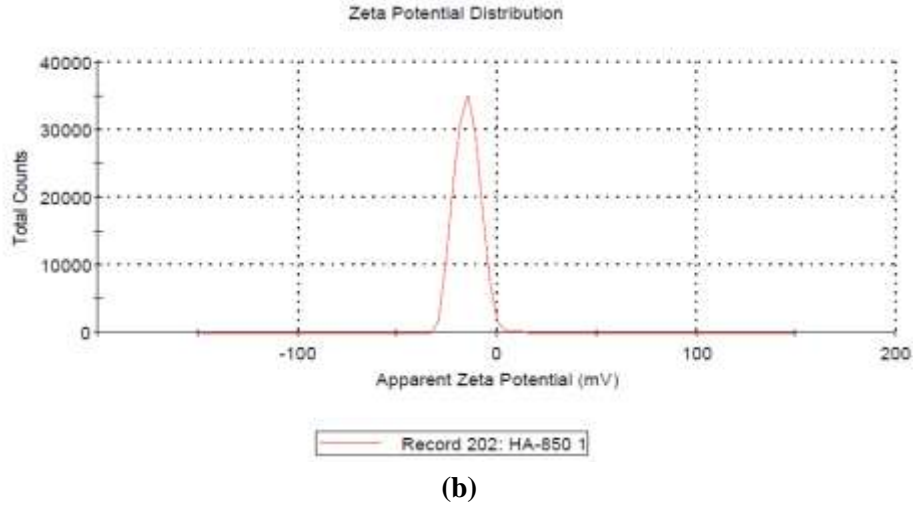 Zeta Potential Distribution
40000
30000
20000
10000
0
Total Counts
-100 0 100 200
Apparent Zeta Potential (mV)
Record 202: HA-850 1
(b)